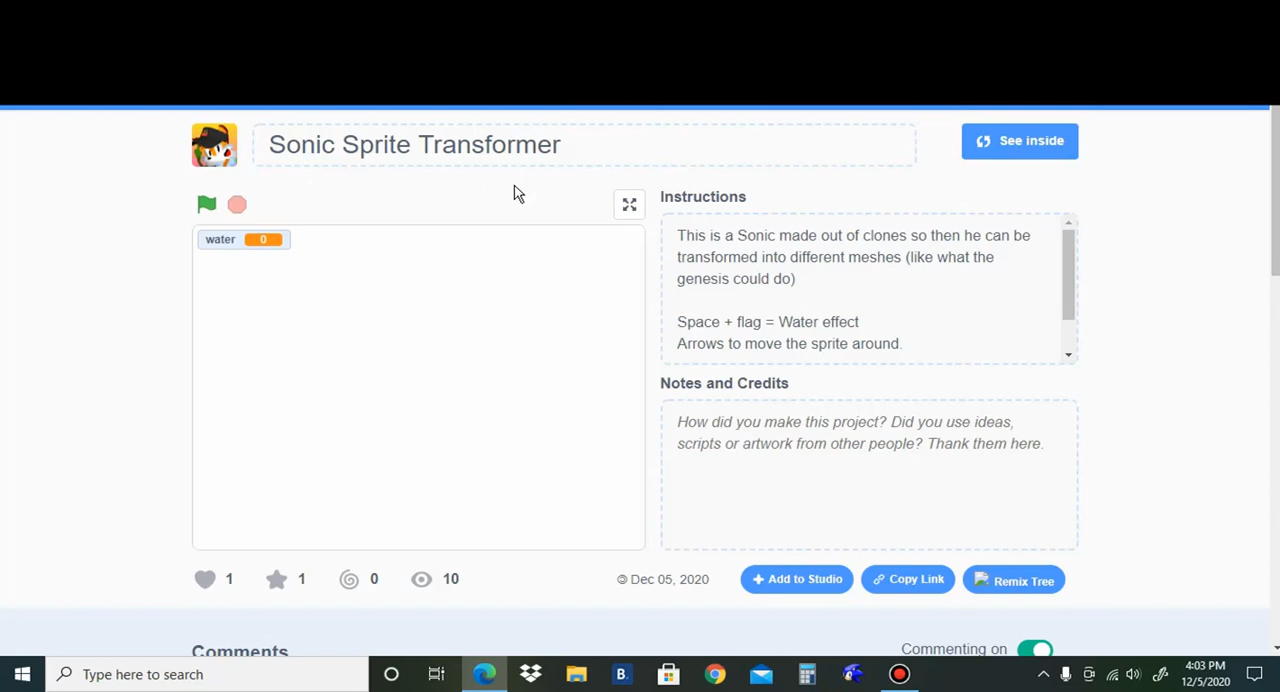 Sonic Sprite Transformer
See inside
Instructions
water 0
This is a Sonic made out of clones so then he can be
transformed into different meshes (like what the
genesis could do)
Space + flag = Water effect
Arrows to move the sprite around.
Notes and Credits
How did you make this project? Did you use ideas,
scripts or artwork from other people? Thank them here.
1
1
0
10
Dec 05, 2020
Add to Studio
Copy Link
Remix Tree
Comments
Commenting on
Type here to search
B.
4:03 PM
12/5/2020